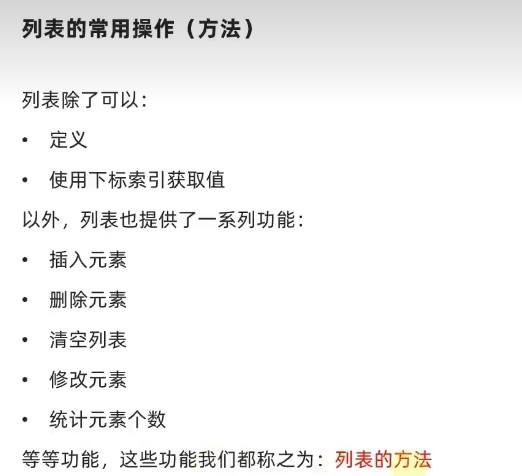 列表的常用操作（方法）
列表除了可以：
• 定义
• 使用下标索引获取值
以外，列表也提供了一系列功能：
• 插入元素
• 删除元素
• 清空列表
• 修改元素
• 统计元素个数
等等功能，这些功能我们都称之为：列表的方法